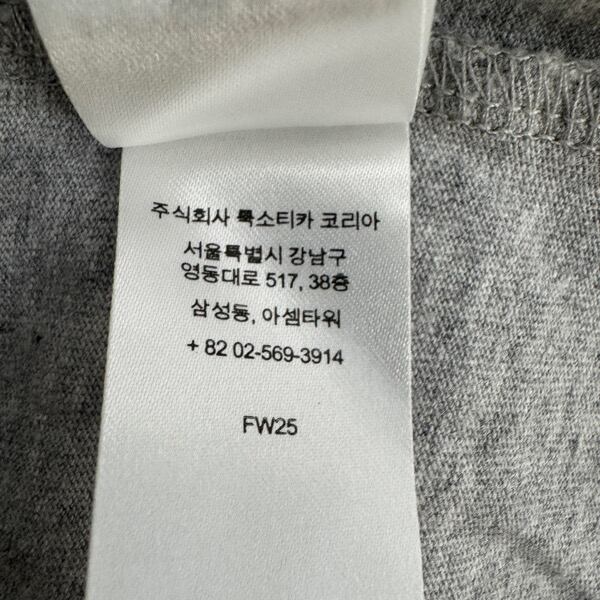 주식회사 룩소티카 코리아
서울특별시 강남구
영동대로 517, 38층
삼성동, 아셈타워
+ 82 02-569-3914
FW25